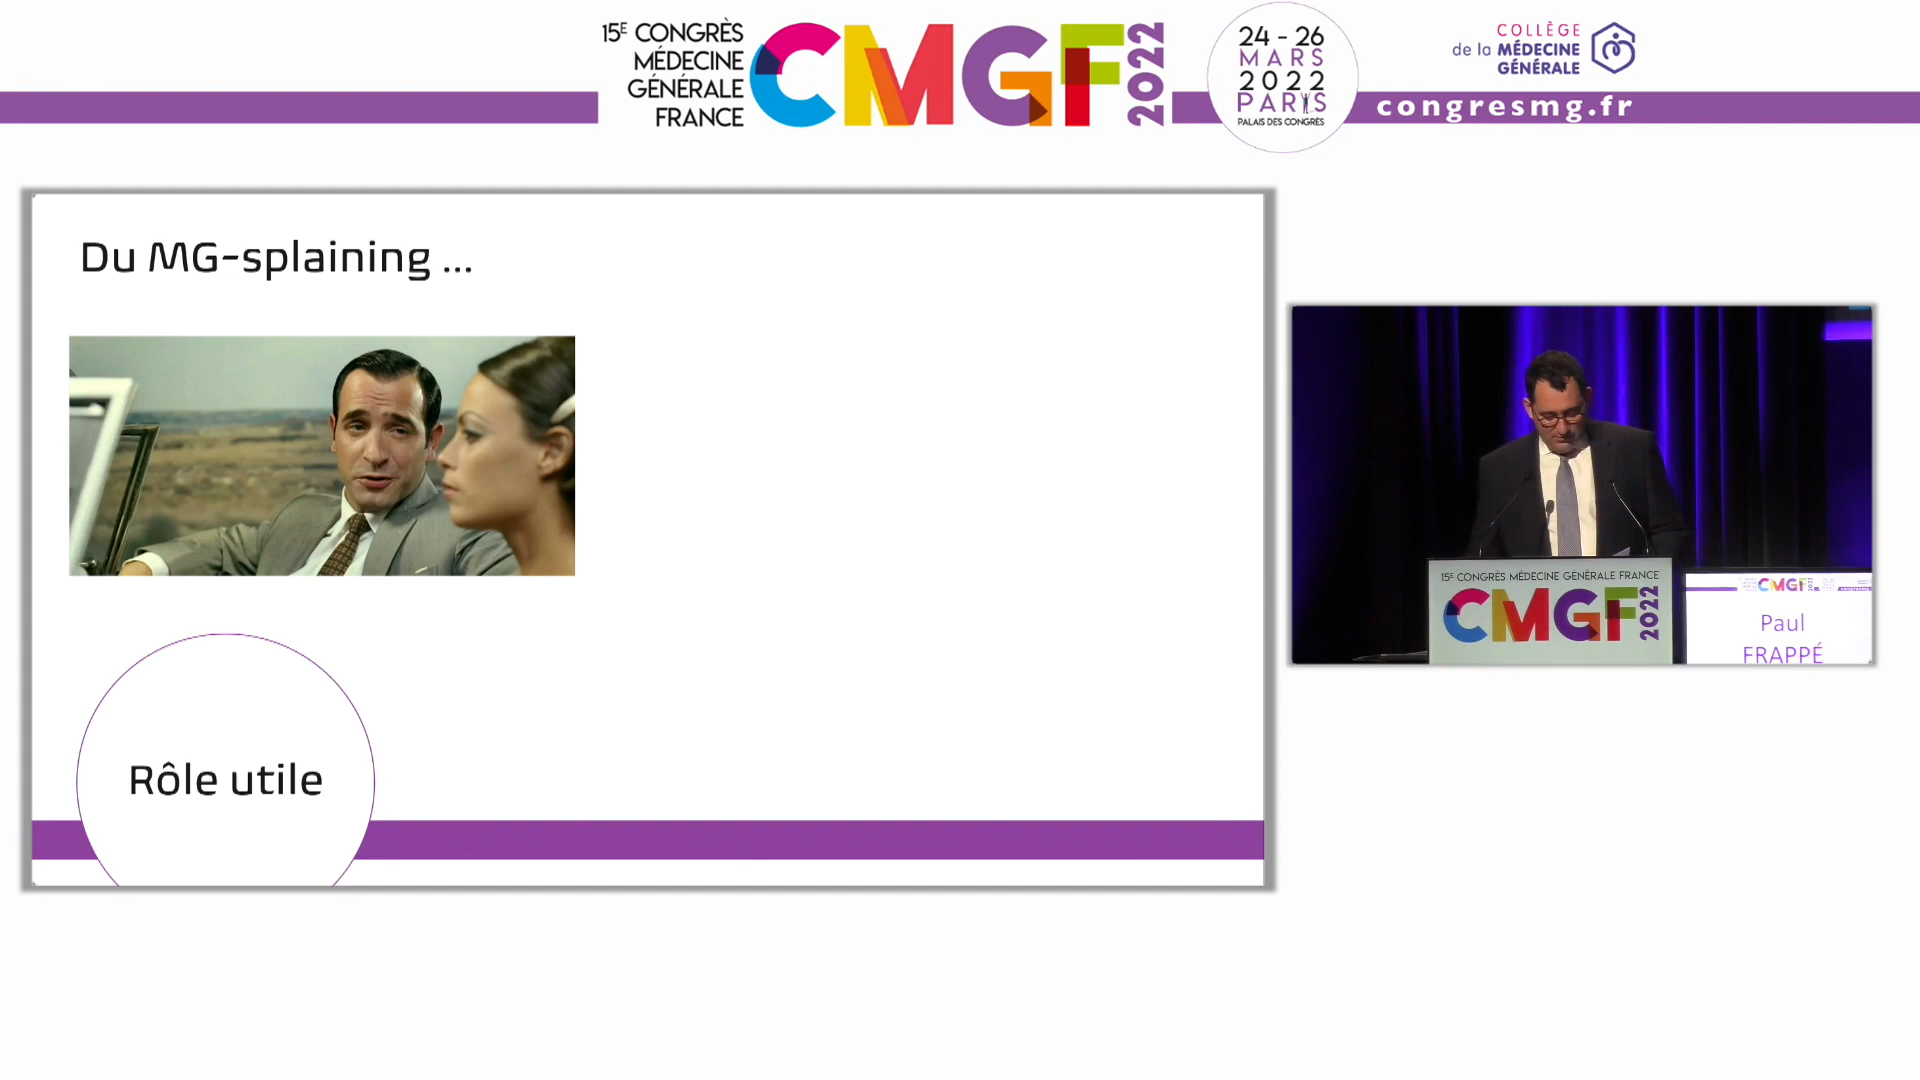 15E CONGRÈS
MÉDECINE
GÉNÉRALE
FRANCE
CMGF
2022
24 - 26
MARS
2022
PARIS
PALAIS DES CONGRÈS
COLLÈGE
de la MÉDECINE
GÉNÉRALE
congresmg.fr
Du MG-splaining ...
Rôle utile
15E CONGRÈS MÉDECINE GÉNÉRALE FRANCE
CMGF
2022
CMGF
Paul
FRAPPÉ